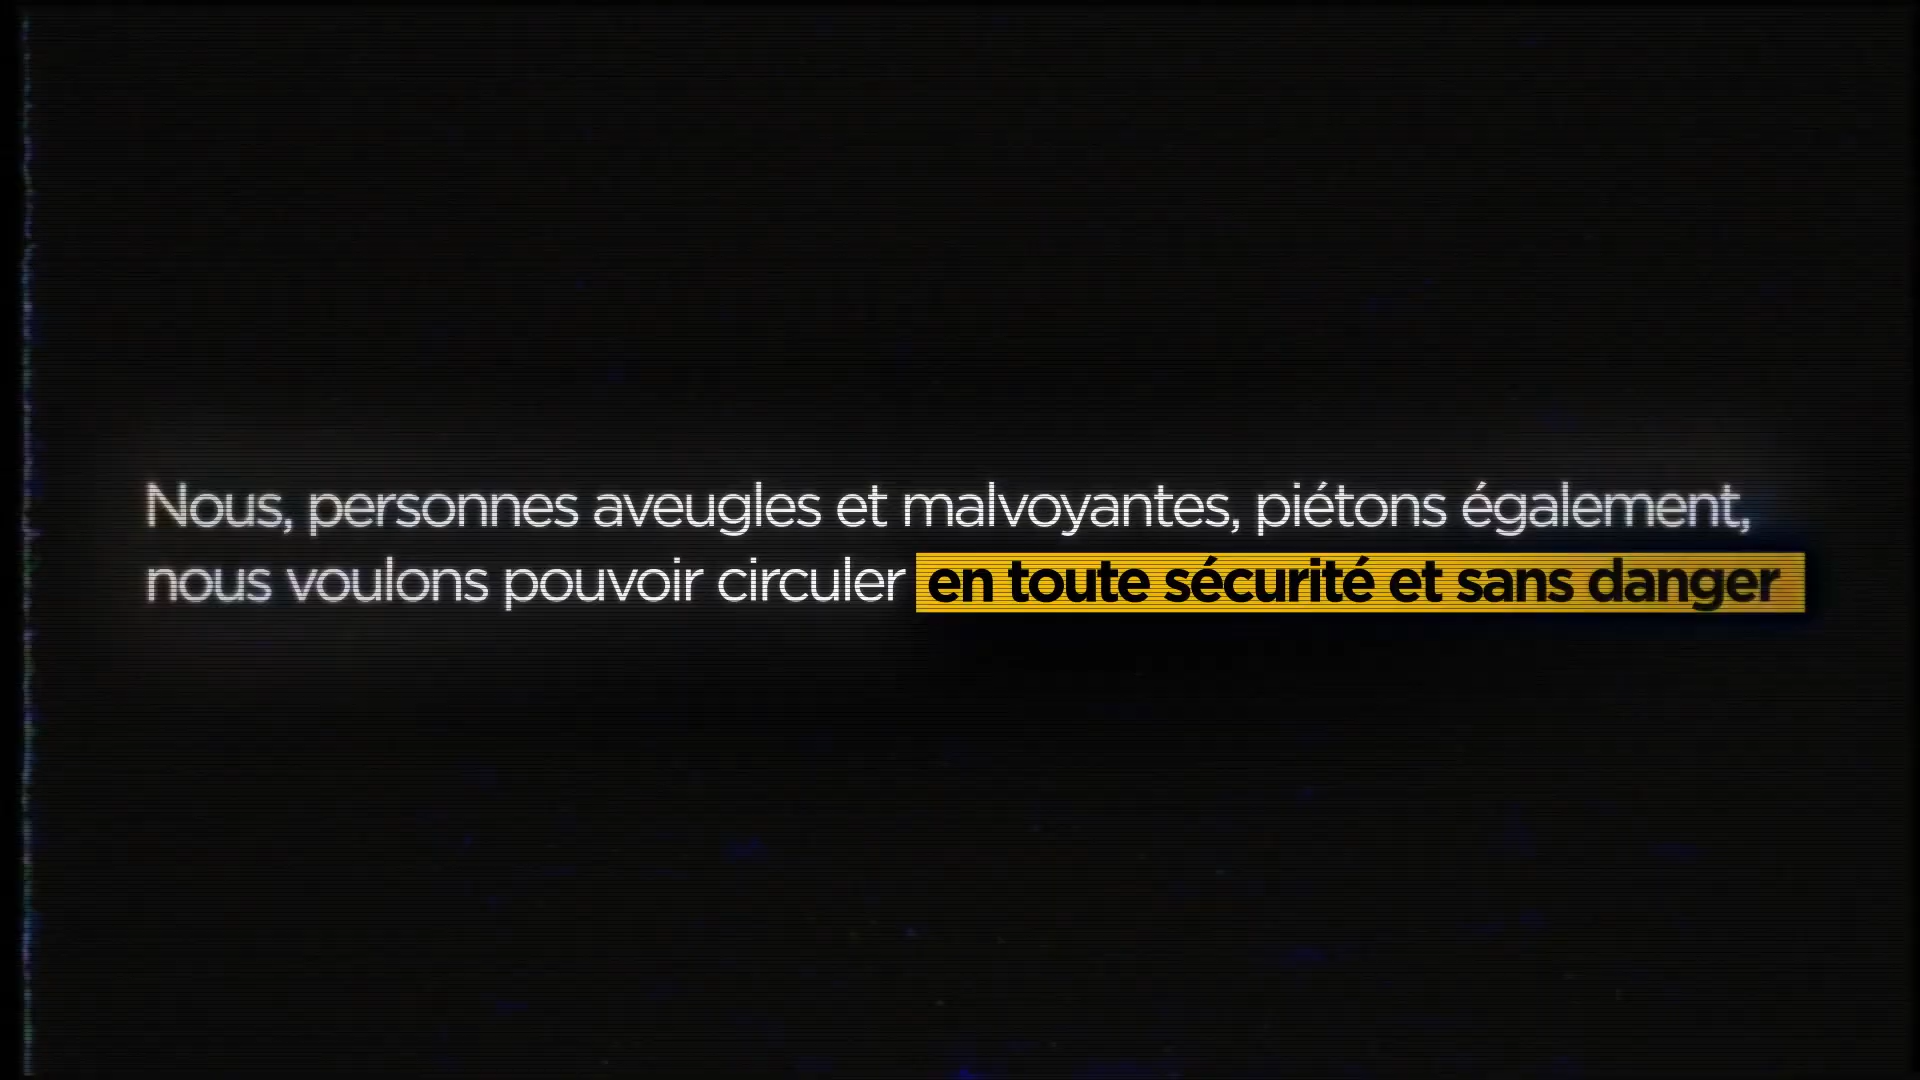 Nous, personnes aveugles et malvoyantes, piétons également,
nous voulons pouvoir circuler en toute sécurité et sans danger